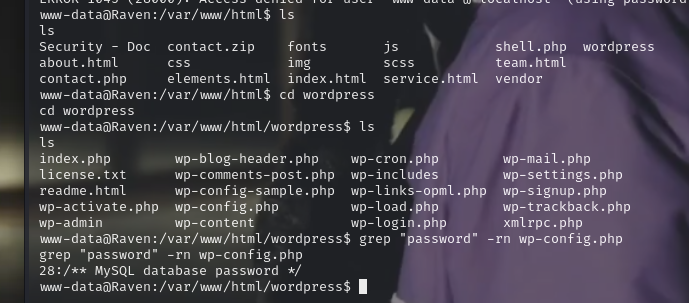 ERROR 1045 (28000): Access denied for user 'www-data'@'localhost' (using password
www-data@Raven:/var/www/html$ ls
ls
Security - Doc  contact.zip    fonts       js            shell.php  wordpress
about.html      css            img         scss          team.html
contact.php     elements.html  index.html  service.html  vendor
www-data@Raven:/var/www/html$ cd wordpress
cd wordpress
www-data@Raven:/var/www/html/wordpress$ ls
ls
index.php        wp-blog-header.php    wp-cron.php        wp-mail.php
license.txt      wp-comments-post.php  wp-includes        wp-settings.php
readme.html      wp-config-sample.php  wp-links-opml.php  wp-signup.php
wp-activate.php  wp-config.php         wp-load.php        wp-trackback.php
wp-admin         wp-content            wp-login.php       xmlrpc.php
www-data@Raven:/var/www/html/wordpress$ grep "password" -rn wp-config.php
grep "password" -rn wp-config.php
28:/** MySQL database password */
www-data@Raven:/var/www/html/wordpress$